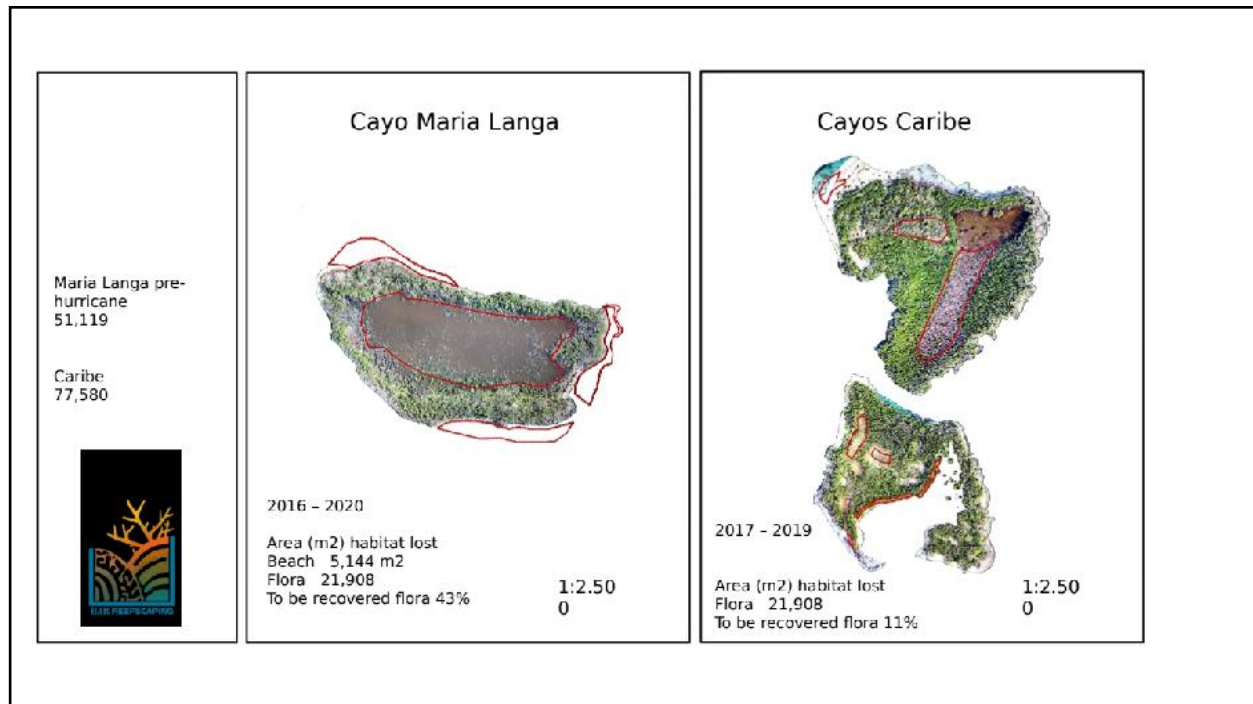 Maria Langa pre-
hurricane
51,119
Caribe
77,580
HJR REEFSCAPING
Cayo Maria Langa
2016 – 2020
Area (m2) habitat lost
Beach   5,144 m2
Flora   21,908
To be recovered flora 43%
1:2.50
0
Cayos Caribe
2017 – 2019
Area (m2) habitat lost
Flora   21,908
To be recovered flora 11%
1:2.50
0